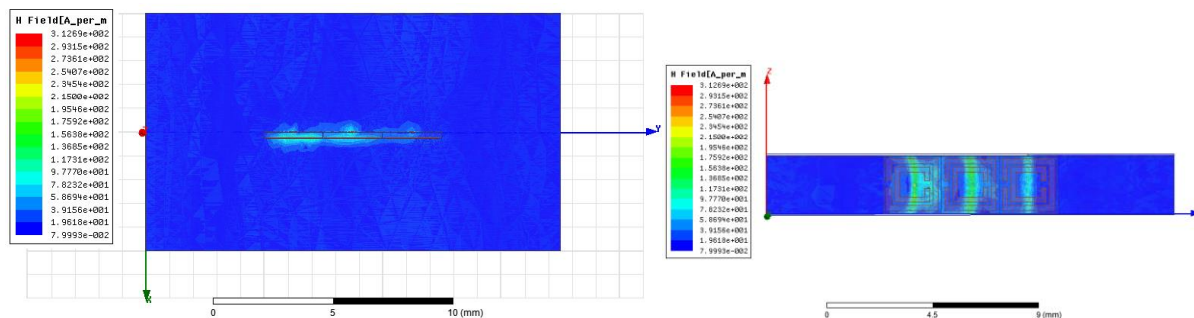 H Field[A_per_m
3.1269e+002
2.9315e+002
2.7361e+002
2.5407e+002
2.3454e+002
2.1500e+002
1.9546e+002
1.7592e+002
1.5638e+002
1.3685e+002
1.1731e+002
9.7770e+001
7.8232e+001
5.8694e+001
3.9156e+001
1.9618e+001
7.9993e-002
Y
X
0 5 10 (mm)
H Field[A_per_m
3.1269e+002
2.9315e+002
2.7361e+002
2.5407e+002
2.3454e+002
2.1500e+002
1.9546e+002
1.7592e+002
1.5638e+002
1.3685e+002
1.1731e+002
9.7770e+001
7.8232e+001
5.8694e+001
3.9156e+001
1.9618e+001
7.9993e-002
Z
0 4.5 9 (mm)